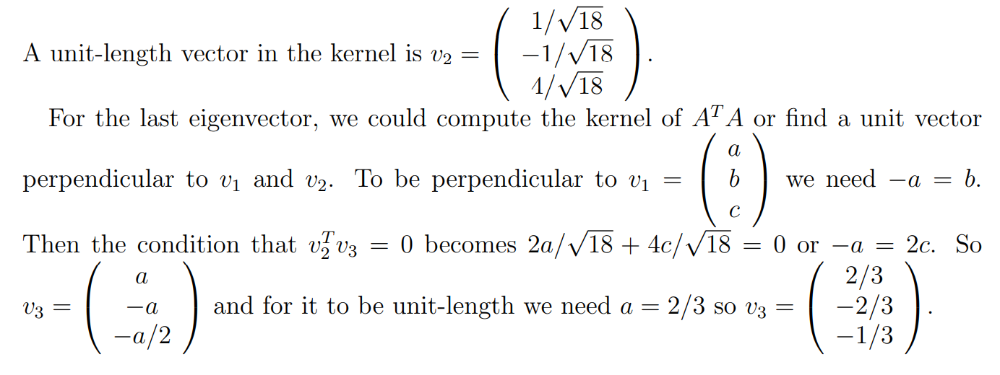 A unit-length vector in the kernel is $v_2 = \begin{pmatrix} 1/\sqrt{18} \\ -1/\sqrt{18} \\ 4/\sqrt{18} \end{pmatrix}$.
For the last eigenvector, we could compute the kernel of $A^T A$ or find a unit vector
perpendicular to $v_1$ and $v_2$. To be perpendicular to $v_1 = \begin{pmatrix} a \\ b \\ c \end{pmatrix}$ we need $-a = b$.
Then the condition that $v_2^T v_3 = 0$ becomes $2a/\sqrt{18} + 4c/\sqrt{18} = 0$ or $-a = 2c$. So
$v_3 = \begin{pmatrix} a \\ -a \\ -a/2 \end{pmatrix}$ and for it to be unit-length we need $a = 2/3$ so $v_3 = \begin{pmatrix} 2/3 \\ -2/3 \\ -1/3 \end{pmatrix}$.